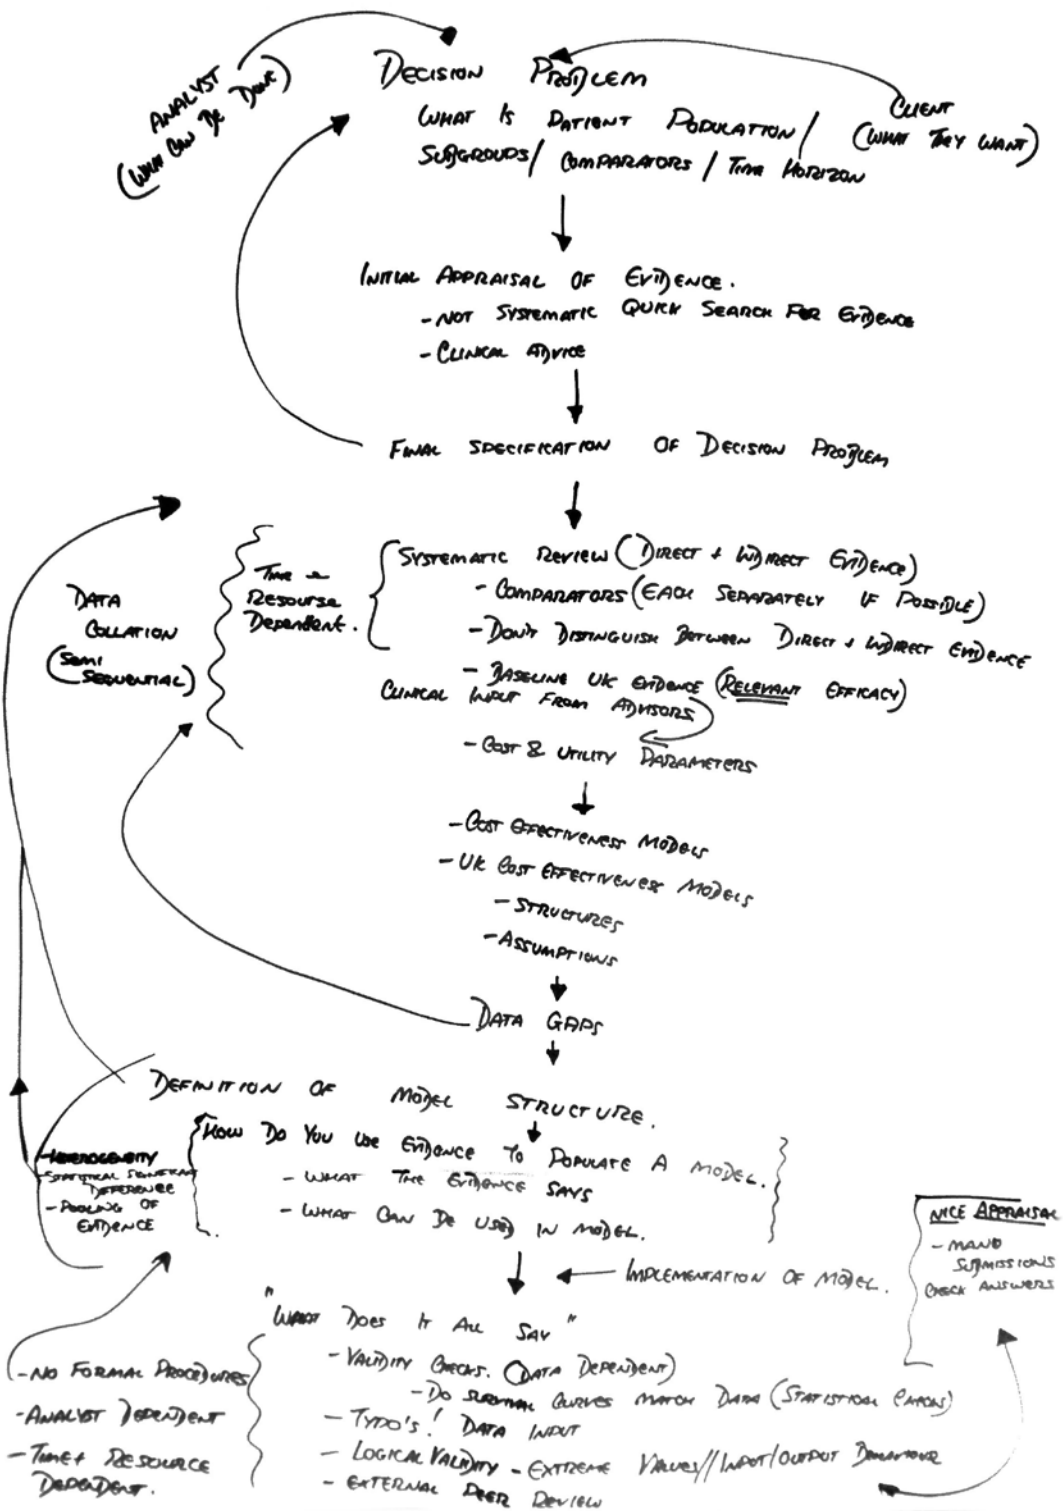 DECISION PROBLEM
ANALYST
(WHAT CAN BE DONE)
CLIENT
(WHAT THEY WANT)
WHAT IS PATIENT POPULATION /
SUBGROUPS / COMPARATORS / TIME HORIZON
INITIAL APPRAISAL OF EVIDENCE.
- NOT SYSTEMATIC QUICK SEARCH FOR EVIDENCE
- CLINICAL ADVICE
FINAL SPECIFICATION OF DECISION PROBLEM
DATA
COLLATION
(SEMI
SEQUENTIAL)
TIME &
RESOURSE
DEPENDENT.
SYSTEMATIC REVIEW (DIRECT + INDIRECT EVIDENCE)
- COMPARATORS (EACH SEPARATELY IF POSSIBLE)
- DON'T DISTINGUISH BETWEEN DIRECT + INDIRECT EVIDENCE
- BASELINE UK EVIDENCE (RELEVANT EFFICACY)
CLINICAL INPUT FROM ADVISORS
- COST & UTILITY PARAMETERS
- COST EFFECTIVENESS MODELS
- UK COST EFFECTIVENESS MODELS
- STRUCTURES
- ASSUMPTIONS
DATA GAPS
DEFINITION OF MODEL STRUCTURE.
HOW DO YOU USE EVIDENCE TO POPULATE A MODEL.
- WHAT THE EVIDENCE SAYS
- WHAT CAN BE USED IN MODEL.
- HETEROGENEITY
- STATISTICAL
DIFFERENCE
- POOLING OF
EVIDENCE
NICE APPRAISAL
- MANO
SUBMISSIONS
CHECK ANSWERS
IMPLEMENTATION OF MODEL.
"WHAT DOES IT ALL SAY"
- VALIDITY CHECKS. (DATA DEPENDENT)
- DO SURVIVAL CURVES MATCH DATA (STATISTICAL
- TYPO'S! DATA INPUT
- LOGICAL VALIDITY - EXTREME VALUES // INPUT/OUTPUT BEHAVIOUR
- EXTERNAL PEER REVIEW
- NO FORMAL PROCEDURES
- ANALYST DEPENDENT
- TIME + RESOURCE
DEPENDENT.